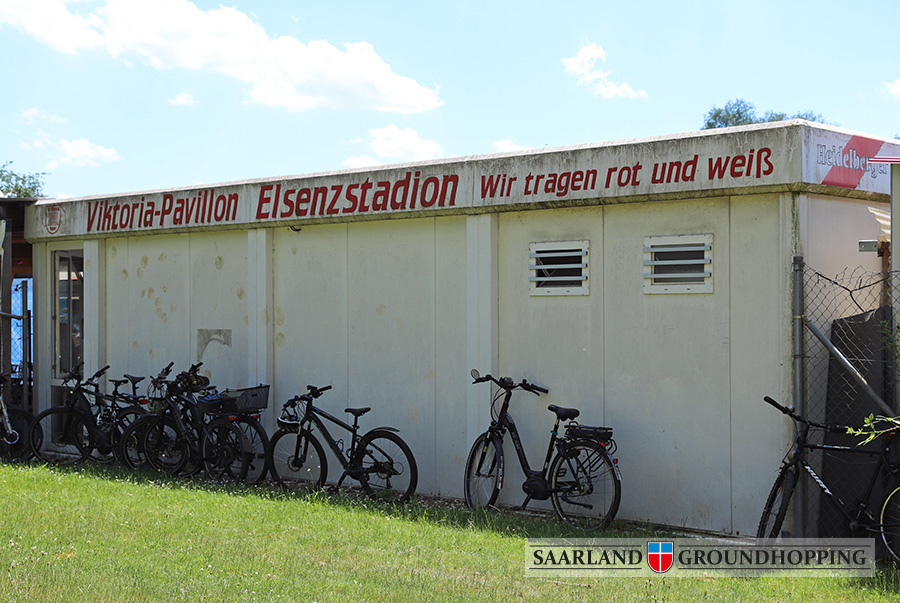 Viktoria-Pavillon Elsenzstadion Wir tragen rot und weiß
Heidelberger
SAARLAND GROUNDHOPPING